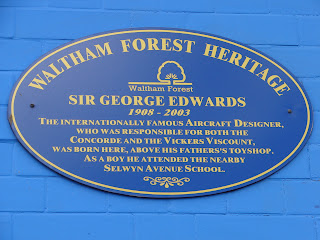 WALTHAM FOREST HERITAGE
Waltham Forest
SIR GEORGE EDWARDS
1908 - 2003
THE INTERNATIONALLY FAMOUS AIRCRAFT DESIGNER,
WHO WAS RESPONSIBLE FOR BOTH THE
CONCORDE AND THE VICKERS VISCOUNT,
WAS BORN HERE, ABOVE HIS FATHERS'S TOYSHOP.
AS A BOY HE ATTENDED THE NEARBY
SELWYN AVENUE SCHOOL.